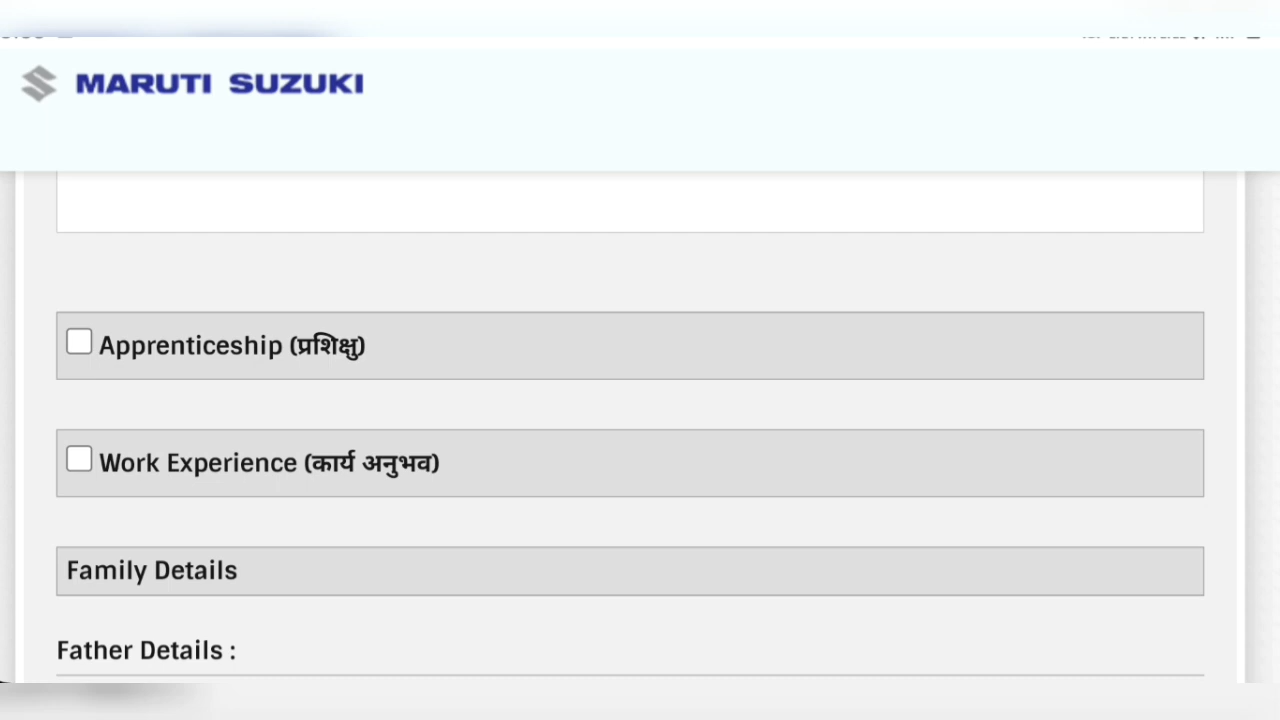 MARUTI SUZUKI
Apprenticeship (प्रशिक्षु)
Work Experience (कार्य अनुभव)
Family Details
Father Details :